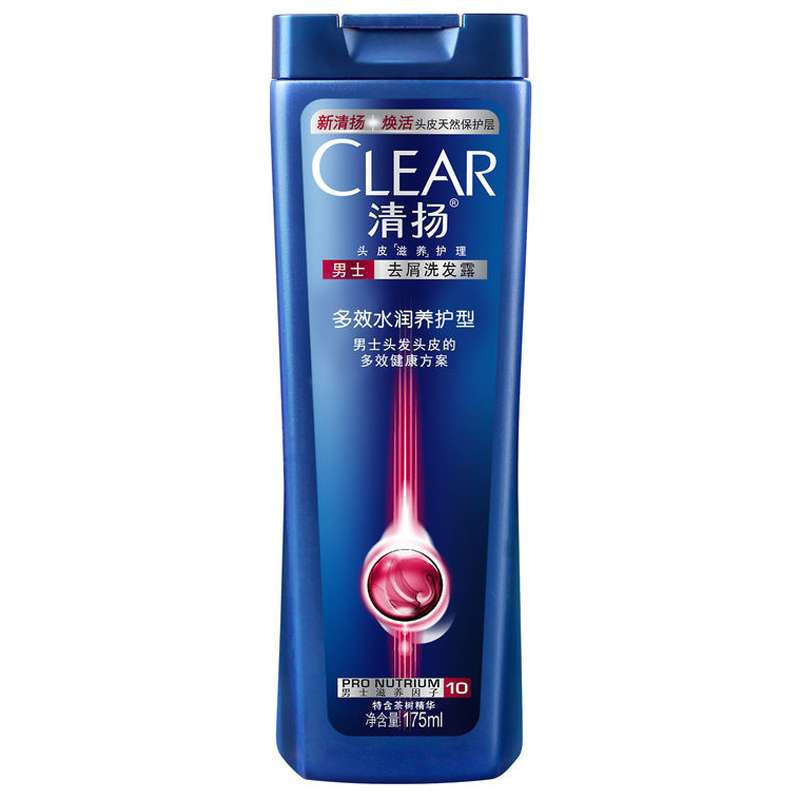 新清扬 焕活头皮天然保护层
CLEAR
清扬®
头皮「滋养」护理
男士 去屑洗发露
多效水润养护型
男士头发头皮的
多效健康方案
PRO NUTRIUM 10
男士滋养因子
特含茶树精华
净含量175ml